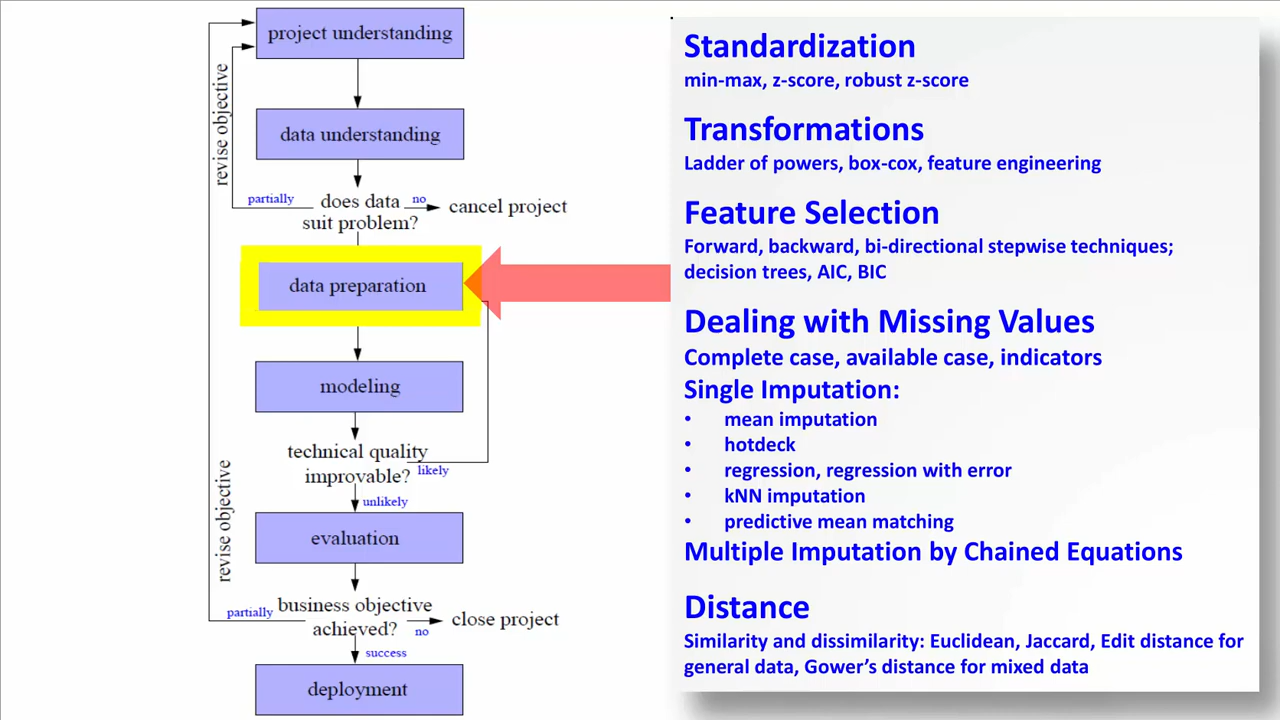 project understanding
revise objective
data understanding
partially
does data
no
cancel project
suit problem?
data preparation
modeling
technical quality
improvable?
likely
unlikely
revise objective
evaluation
partially
business objective
achieved?
no
close project
success
deployment
Standardization
min-max, z-score, robust z-score
Transformations
Ladder of powers, box-cox, feature engineering
Feature Selection
Forward, backward, bi-directional stepwise techniques;
decision trees, AIC, BIC
Dealing with Missing Values
Complete case, available case, indicators
Single Imputation:
• mean imputation
• hotdeck
• regression, regression with error
• kNN imputation
• predictive mean matching
Multiple Imputation by Chained Equations
Distance
Similarity and dissimilarity: Euclidean, Jaccard, Edit distance for
general data, Gower’s distance for mixed data